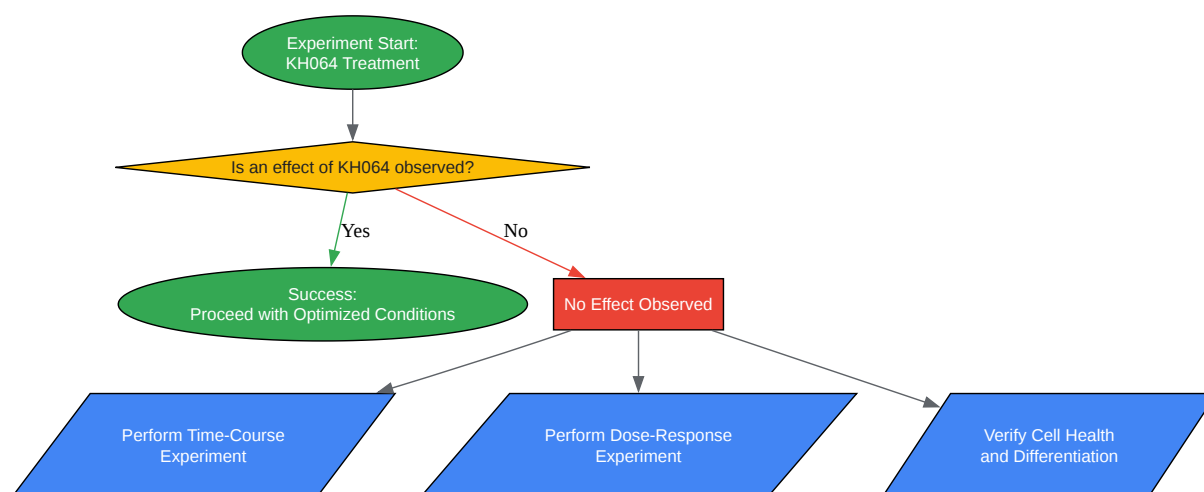 Experiment Start:
KH064 Treatment
Is an effect of KH064 observed?
Yes
No
Success:
Proceed with Optimized Conditions
No Effect Observed
Perform Time-Course
Experiment
Perform Dose-Response
Experiment
Verify Cell Health
and Differentiation